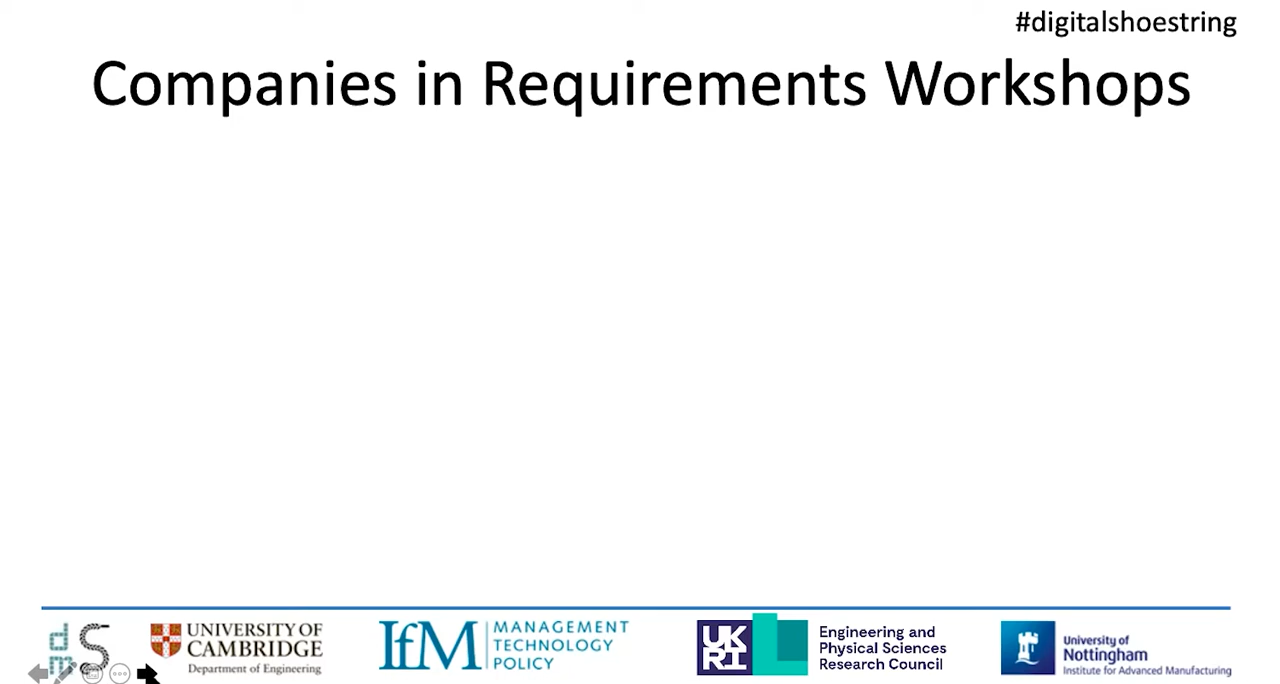 #digitalshoestring
Companies in Requirements Workshops
dm S
UNIVERSITY OF
CAMBRIDGE
Department of Engineering
IfM
MANAGEMENT
TECHNOLOGY
POLICY
UK
RI
Engineering and
Physical Sciences
Research Council
University of
Nottingham
Institute for Advanced Manufacturing